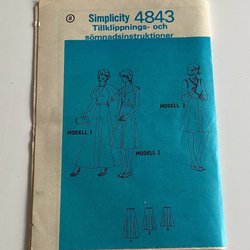 S
Simplicity 4843
Tillklippnings- och
sömnadsinstruktioner
MODELL 3
MODELL 1
MODELL 2